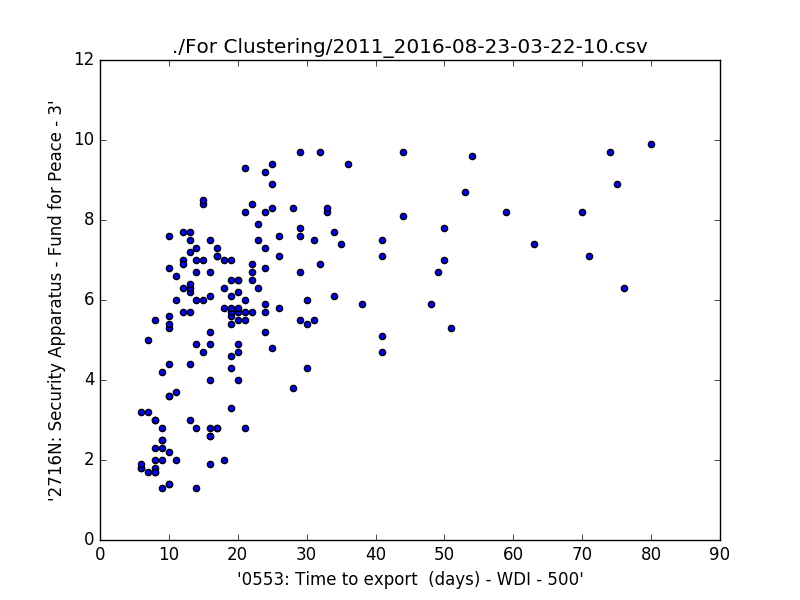 ./For Clustering/2011_2016-08-23-03-22-10.csv
12
10
8
6
4
2
0
'2716N: Security Apparatus - Fund for Peace - 3'
0 10 20 30 40 50 60 70 80 90
'0553: Time to export  (days) - WDI - 500'